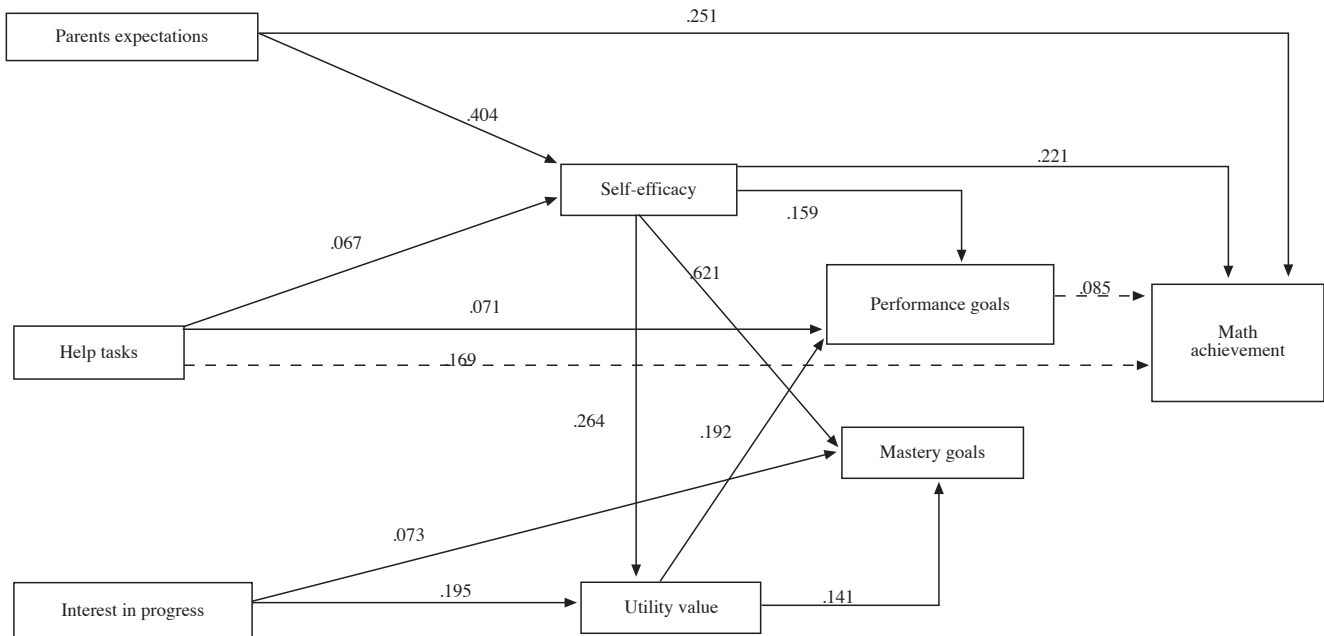 .251
Parents expectations
.404
.221
Self-efficacy
.159
.067
.621
.085
Performance goals
.071
Math
achievement
Help tasks
.169
.264
.192
Mastery goals
.073
.195
.141
Interest in progress
Utility value